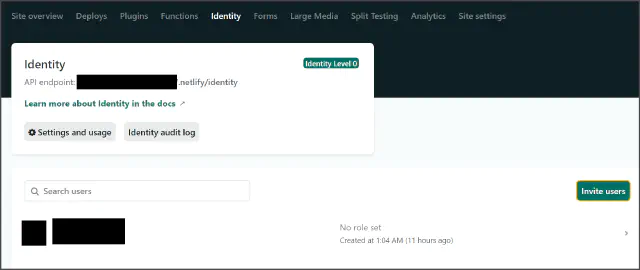 Site overview Deploys Plugins Functions Identity Forms Large Media Split Testing Analytics Site settings
Identity
Identity Level 0
API endpoint: .netlify/identity
Learn more about Identity in the docs ↗
Settings and usage Identity audit log
Search users
Invite users
No role set
Created at 1:04 AM (11 hours ago)